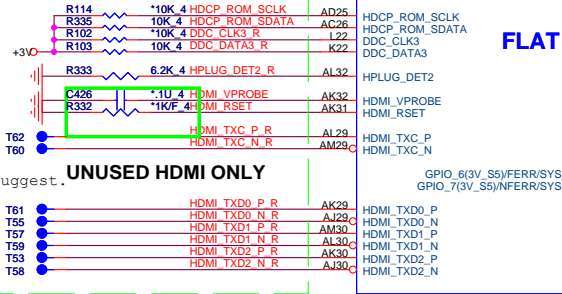 R114 *10K_4 HDCP_ROM_SCLK AD25 HDCP_ROM_SCLK
R335 10K_4 HDCP_ROM_SDATA AC26 HDCP_ROM_SDATA
R102 *10K_4 DDC_CLK3_R L22 DDC_CLK3
R103 10K_4 DDC_DATA3_R K22 DDC_DATA3
+3V
FLAT
R333 6.2K_4 HPLUG_DET2_R AL32 HPLUG_DET2
C426 *.1U_4 HDMI_VPROBE AK32 HDMI_VPROBE
R332 *1K/F_4 HDMI_RSET AK31 HDMI_RSET
T62 HDMI_TXC_P_R AL29 HDMI_TXC_P
T60 HDMI_TXC_N_R AM29 HDMI_TXC_N
uggest. UNUSED HDMI ONLY
GPIO_6(3V_S5)/FERR/SYS
GPIO_7(3V_S5)/NFERR/SYS
T61 HDMI_TXD0_P_R AK29 HDMI_TXD0_P
T55 HDMI_TXD0_N_R AJ29 HDMI_TXD0_N
T57 HDMI_TXD1_P_R AM30 HDMI_TXD1_P
T59 HDMI_TXD1_N_R AL30 HDMI_TXD1_N
T53 HDMI_TXD2_P_R AK30 HDMI_TXD2_P
T58 HDMI_TXD2_N_R AJ30 HDMI_TXD2_N